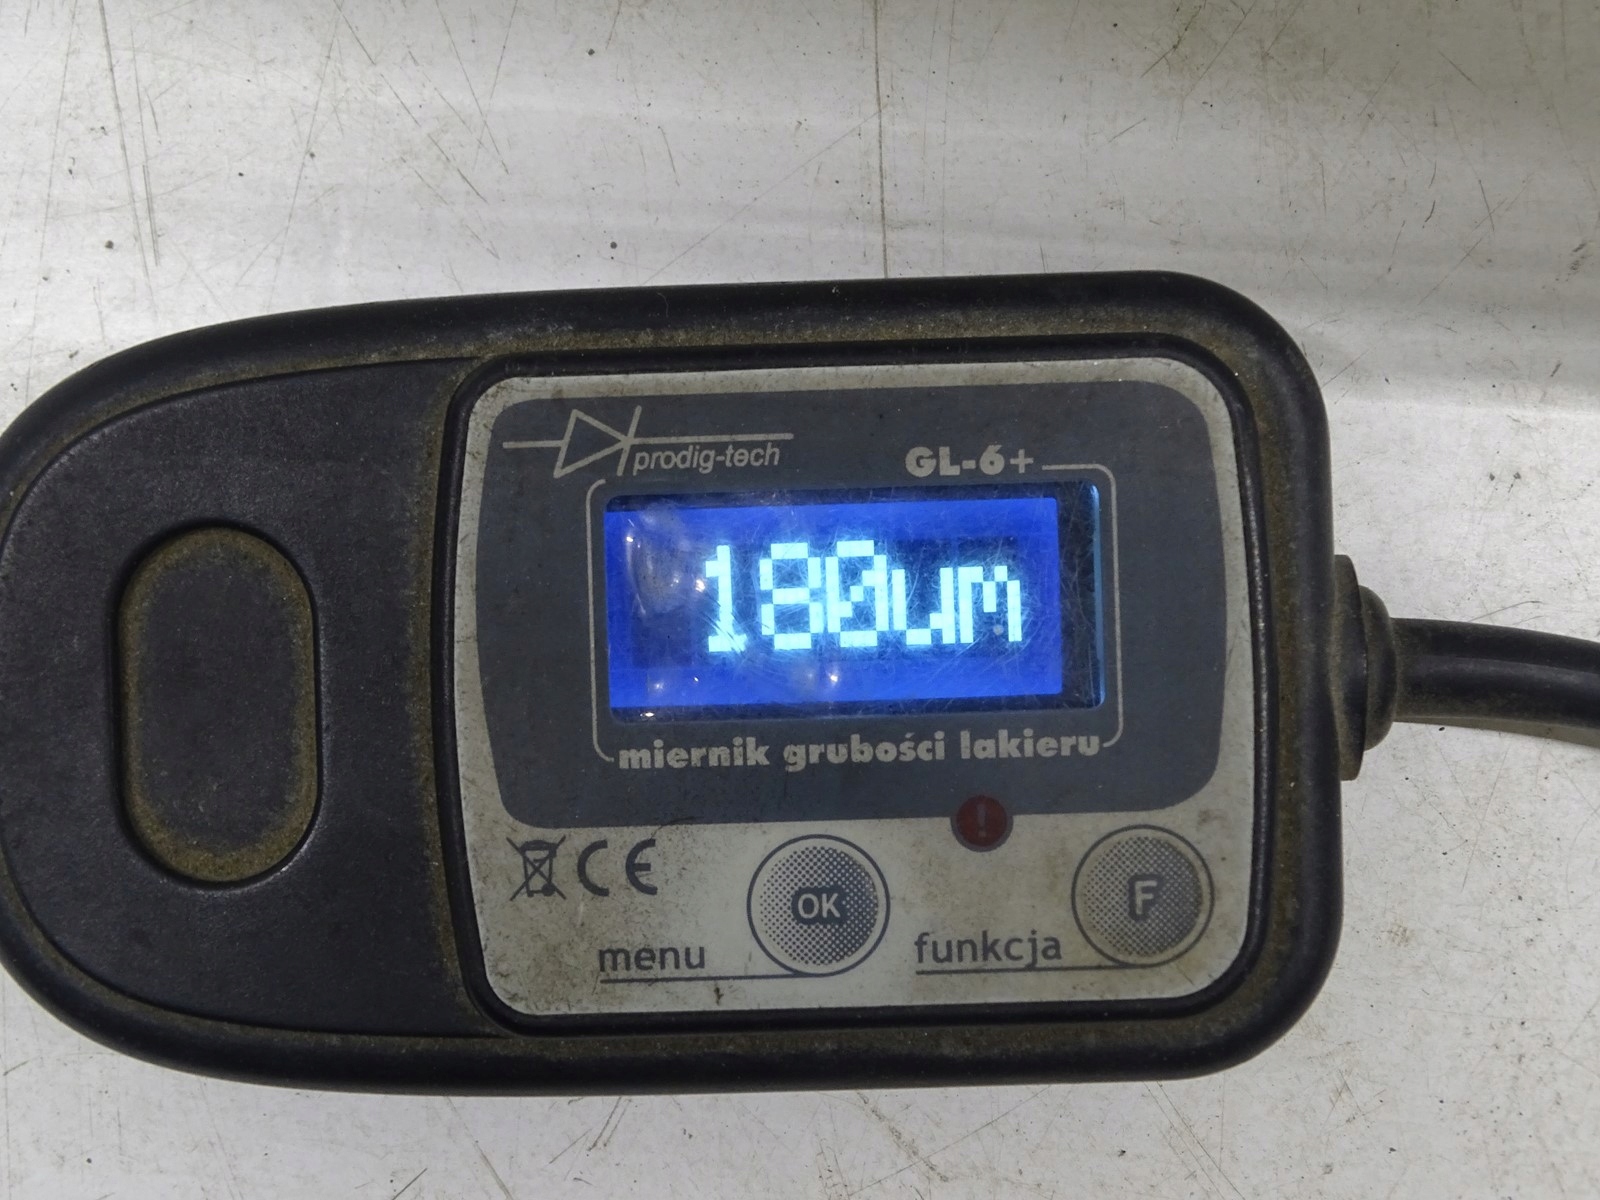 prodig-tech
GL-6+
180um
miernik grubości lakieru
!
CE
OK
F
menu
funkcja